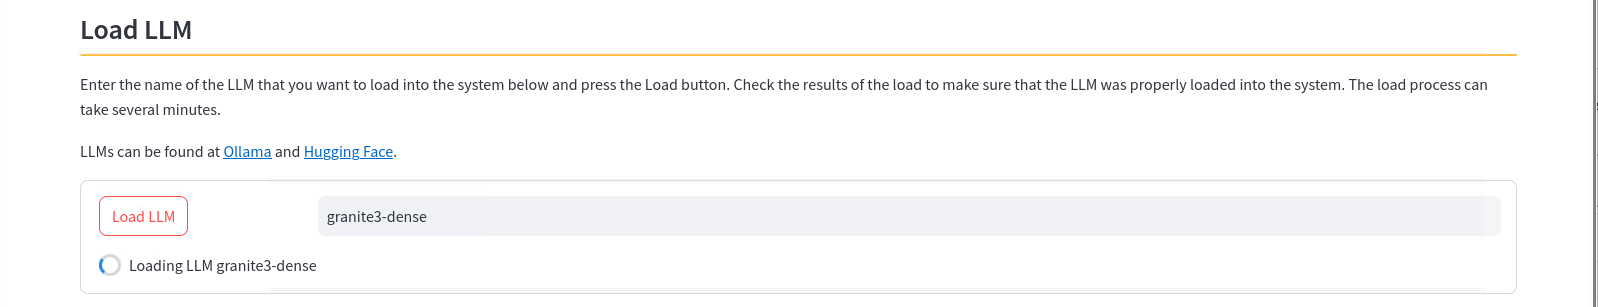 Load LLM
Enter the name of the LLM that you want to load into the system below and press the Load button. Check the results of the load to make sure that the LLM was properly loaded into the system. The load process can
take several minutes.
LLMs can be found at Ollama and Hugging Face.
Load LLM granite3-dense
Loading LLM granite3-dense